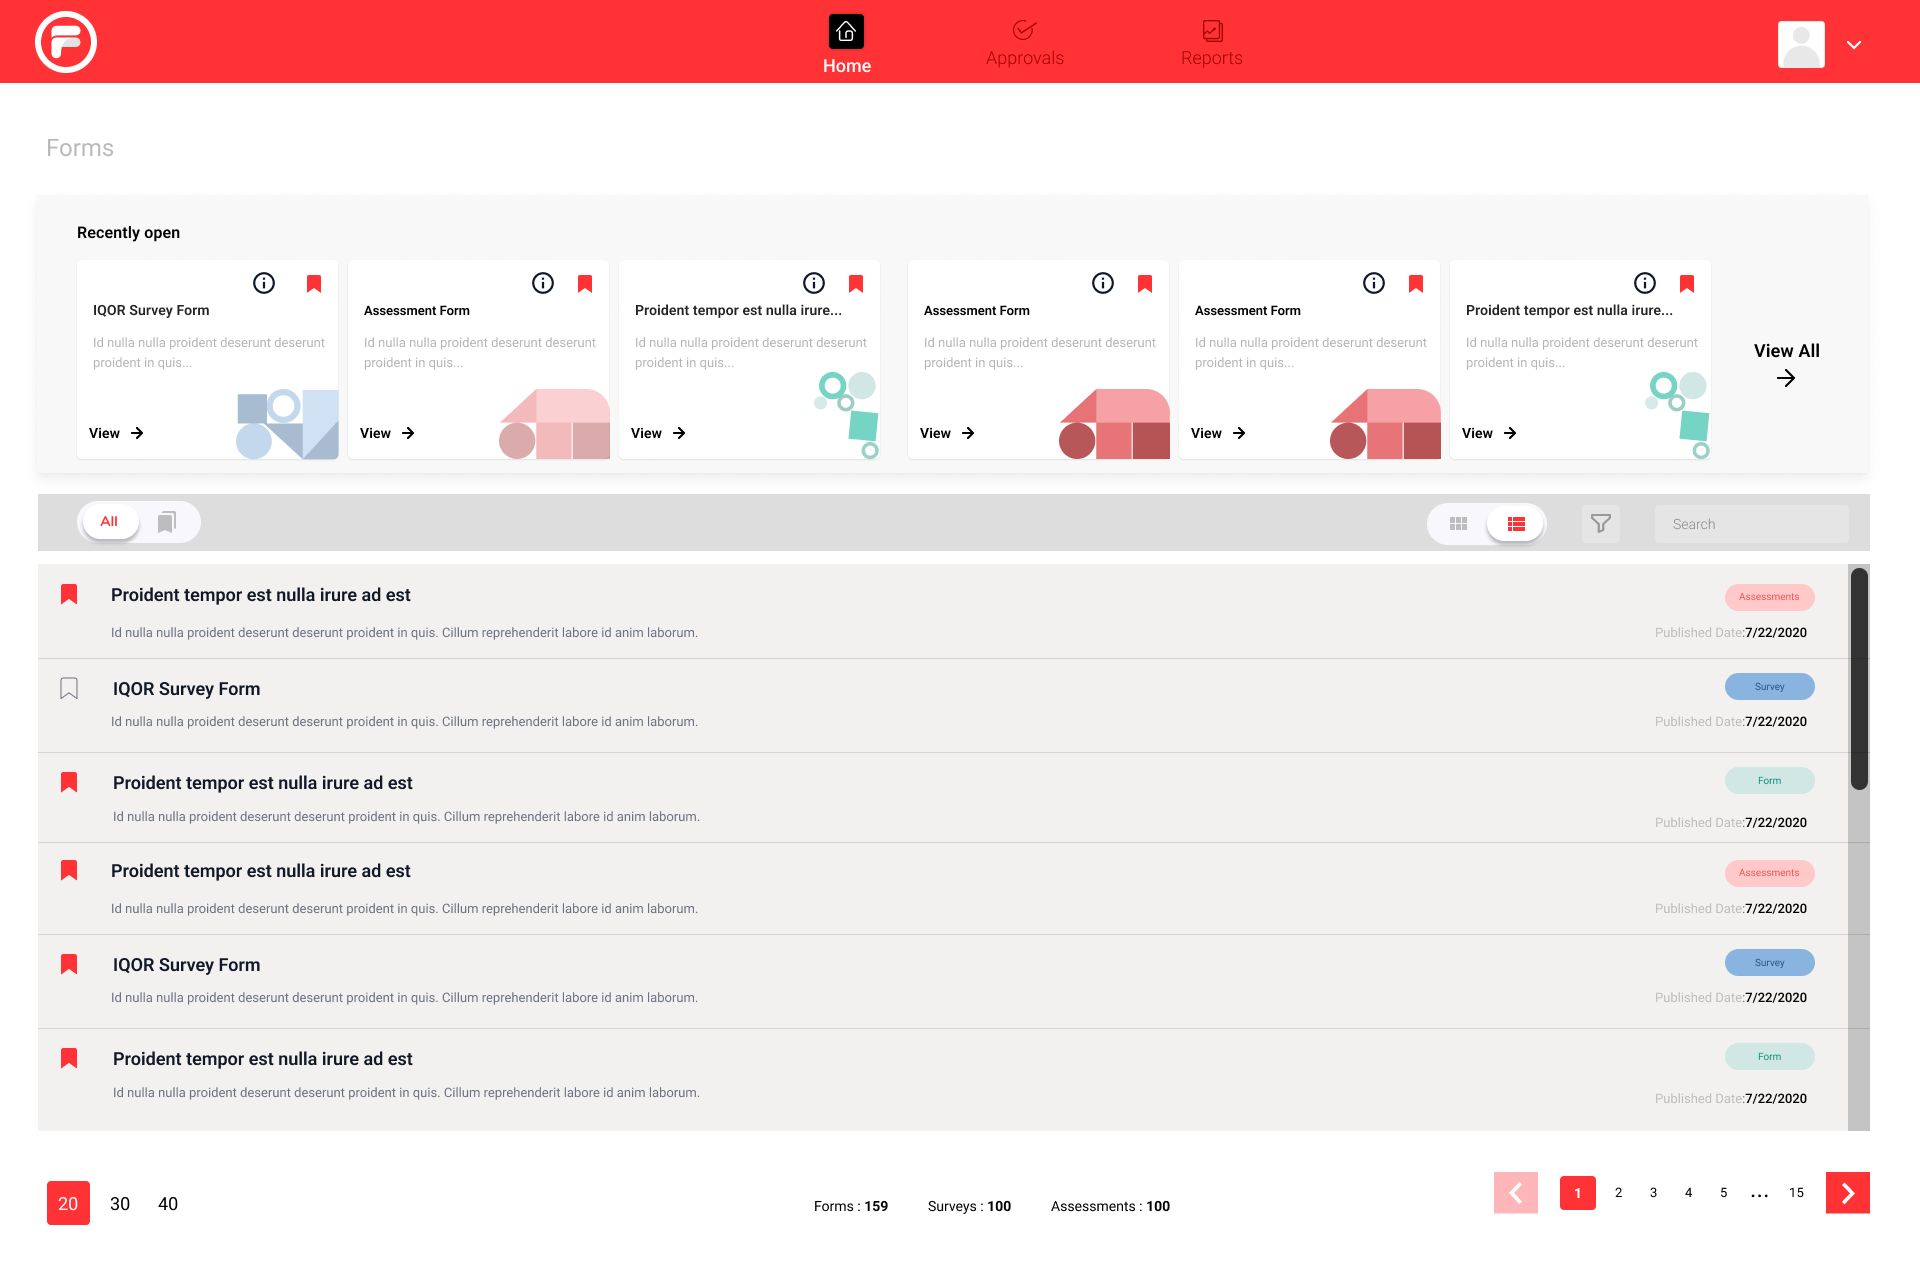 Home
Approvals
Reports
Forms
Recently open
IQOR Survey Form
Id nulla nulla proident deserunt deserunt
proident in quis...
View
Assessment Form
Id nulla nulla proident deserunt deserunt
proident in quis...
View
Proident tempor est nulla irure...
Id nulla nulla proident deserunt deserunt
proident in quis...
View
Assessment Form
Id nulla nulla proident deserunt deserunt
proident in quis...
View
Assessment Form
Id nulla nulla proident deserunt deserunt
proident in quis...
View
Proident tempor est nulla irure...
Id nulla nulla proident deserunt deserunt
proident in quis...
View
View All
All
Search
Proident tempor est nulla irure ad est
Assessments
Id nulla nulla proident deserunt deserunt proident in quis. Cillum reprehenderit labore id anim laborum.
Published Date:7/22/2020
IQOR Survey Form
Survey
Id nulla nulla proident deserunt deserunt proident in quis. Cillum reprehenderit labore id anim laborum.
Published Date:7/22/2020
Proident tempor est nulla irure ad est
Form
Id nulla nulla proident deserunt deserunt proident in quis. Cillum reprehenderit labore id anim laborum.
Published Date:7/22/2020
Proident tempor est nulla irure ad est
Assessments
Id nulla nulla proident deserunt deserunt proident in quis. Cillum reprehenderit labore id anim laborum.
Published Date:7/22/2020
IQOR Survey Form
Survey
Id nulla nulla proident deserunt deserunt proident in quis. Cillum reprehenderit labore id anim laborum.
Published Date:7/22/2020
Proident tempor est nulla irure ad est
Form
Id nulla nulla proident deserunt deserunt proident in quis. Cillum reprehenderit labore id anim laborum.
Published Date:7/22/2020
20 30 40
Forms : 159 Surveys : 100 Assessments : 100
1 2 3 4 5 ... 15